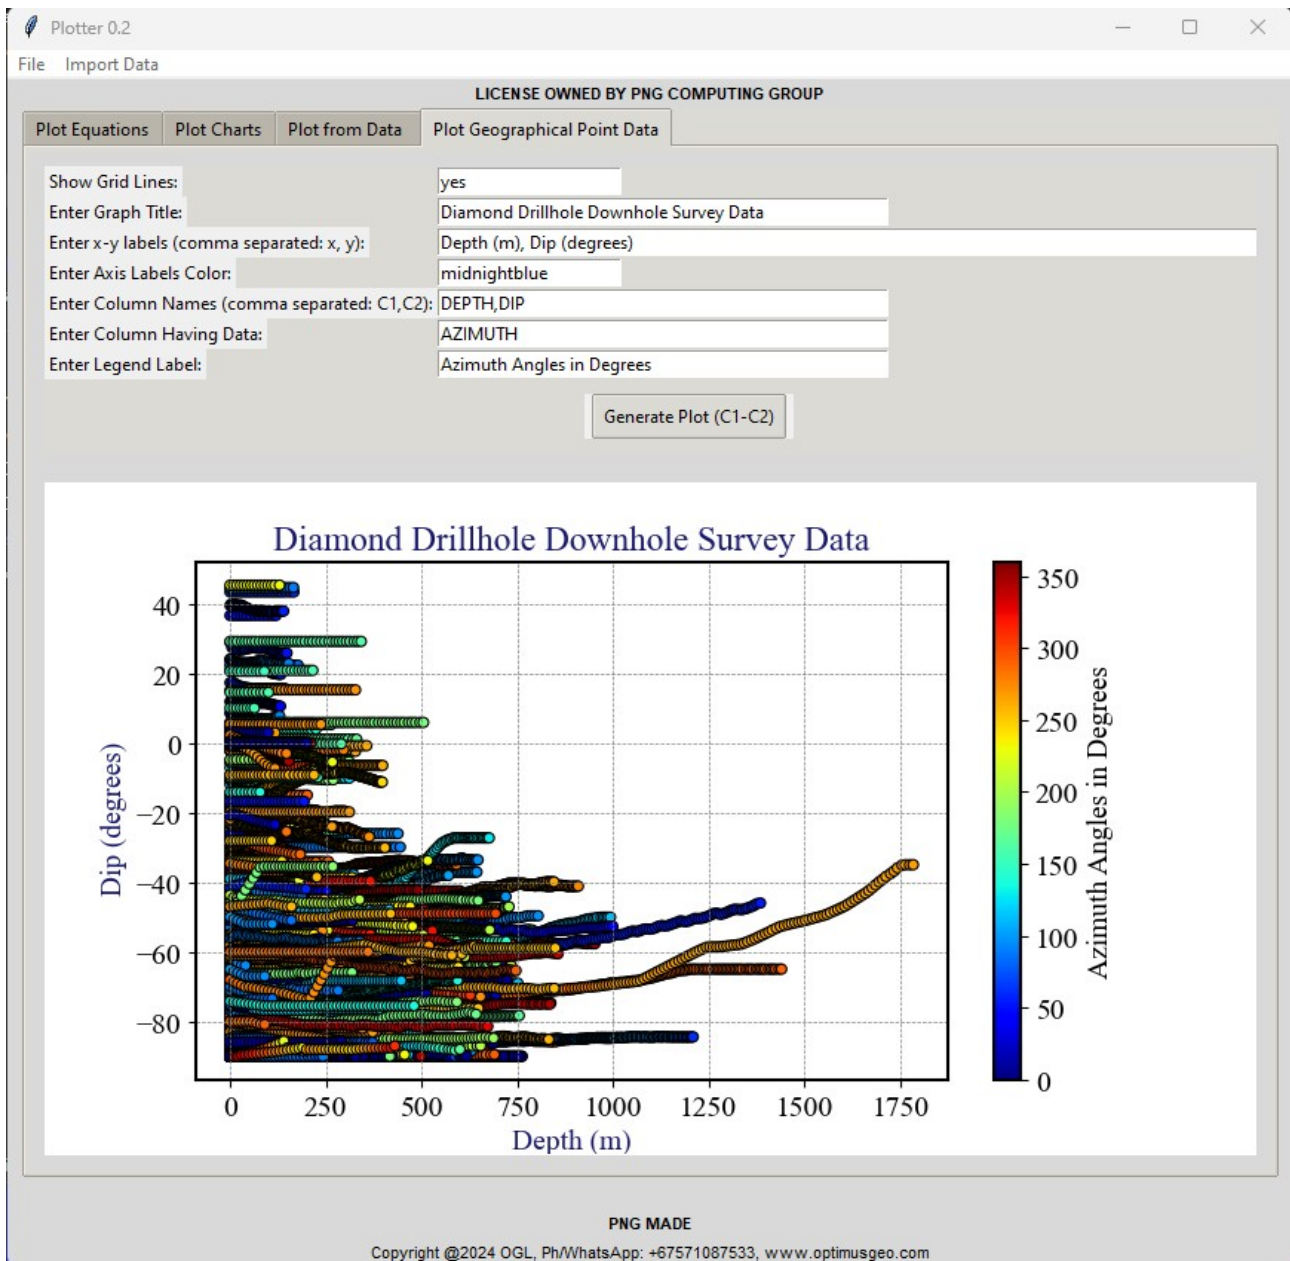 Plotter 0.2
File Import Data
LICENSE OWNED BY PNG COMPUTING GROUP
Plot Equations Plot Charts Plot from Data Plot Geographical Point Data
Show Grid Lines: yes
Enter Graph Title: Diamond Drillhole Downhole Survey Data
Enter x-y labels (comma separated: x, y): Depth (m), Dip (degrees)
Enter Axis Labels Color: midnightblue
Enter Column Names (comma separated: C1,C2): DEPTH,DIP
Enter Column Having Data: AZIMUTH
Enter Legend Label: Azimuth Angles in Degrees
Generate Plot (C1-C2)
Diamond Drillhole Downhole Survey Data
Dip (degrees)
40
20
0
−20
−40
−60
−80
0 250 500 750 1000 1250 1500 1750
Depth (m)
350
300
250
200
150
100
50
0
Azimuth Angles in Degrees
PNG MADE
Copyright @2024 OGL, Ph/WhatsApp: +67571087533, www.optimusgeo.com